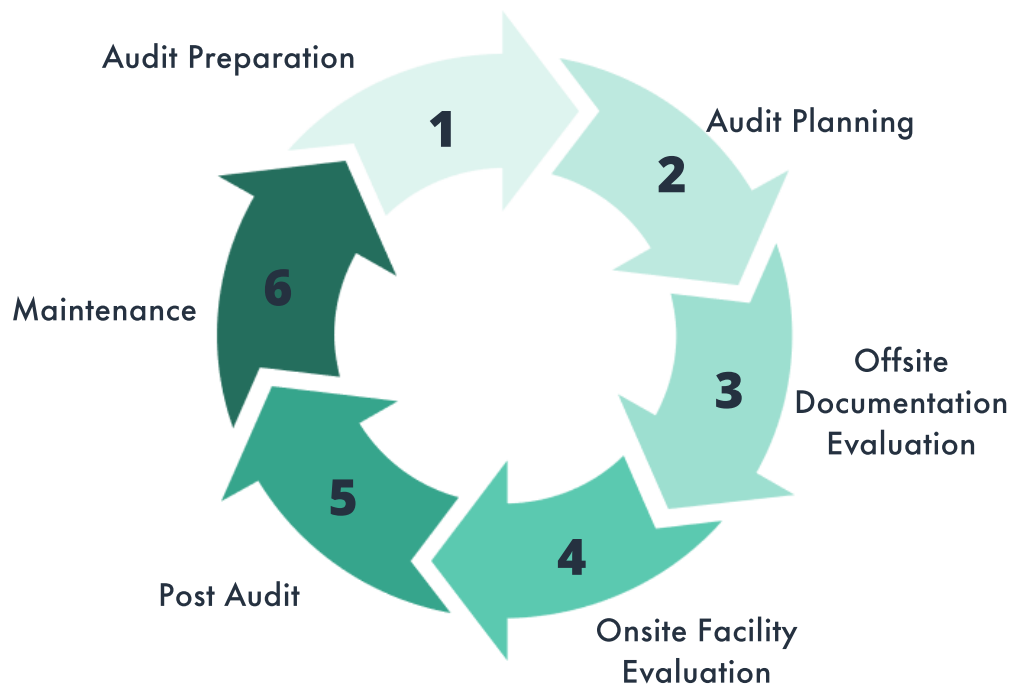 Audit Preparation
1
Audit Planning
2
3
Offsite
Documentation
Evaluation
4
Onsite Facility
Evaluation
5
Post Audit
6
Maintenance